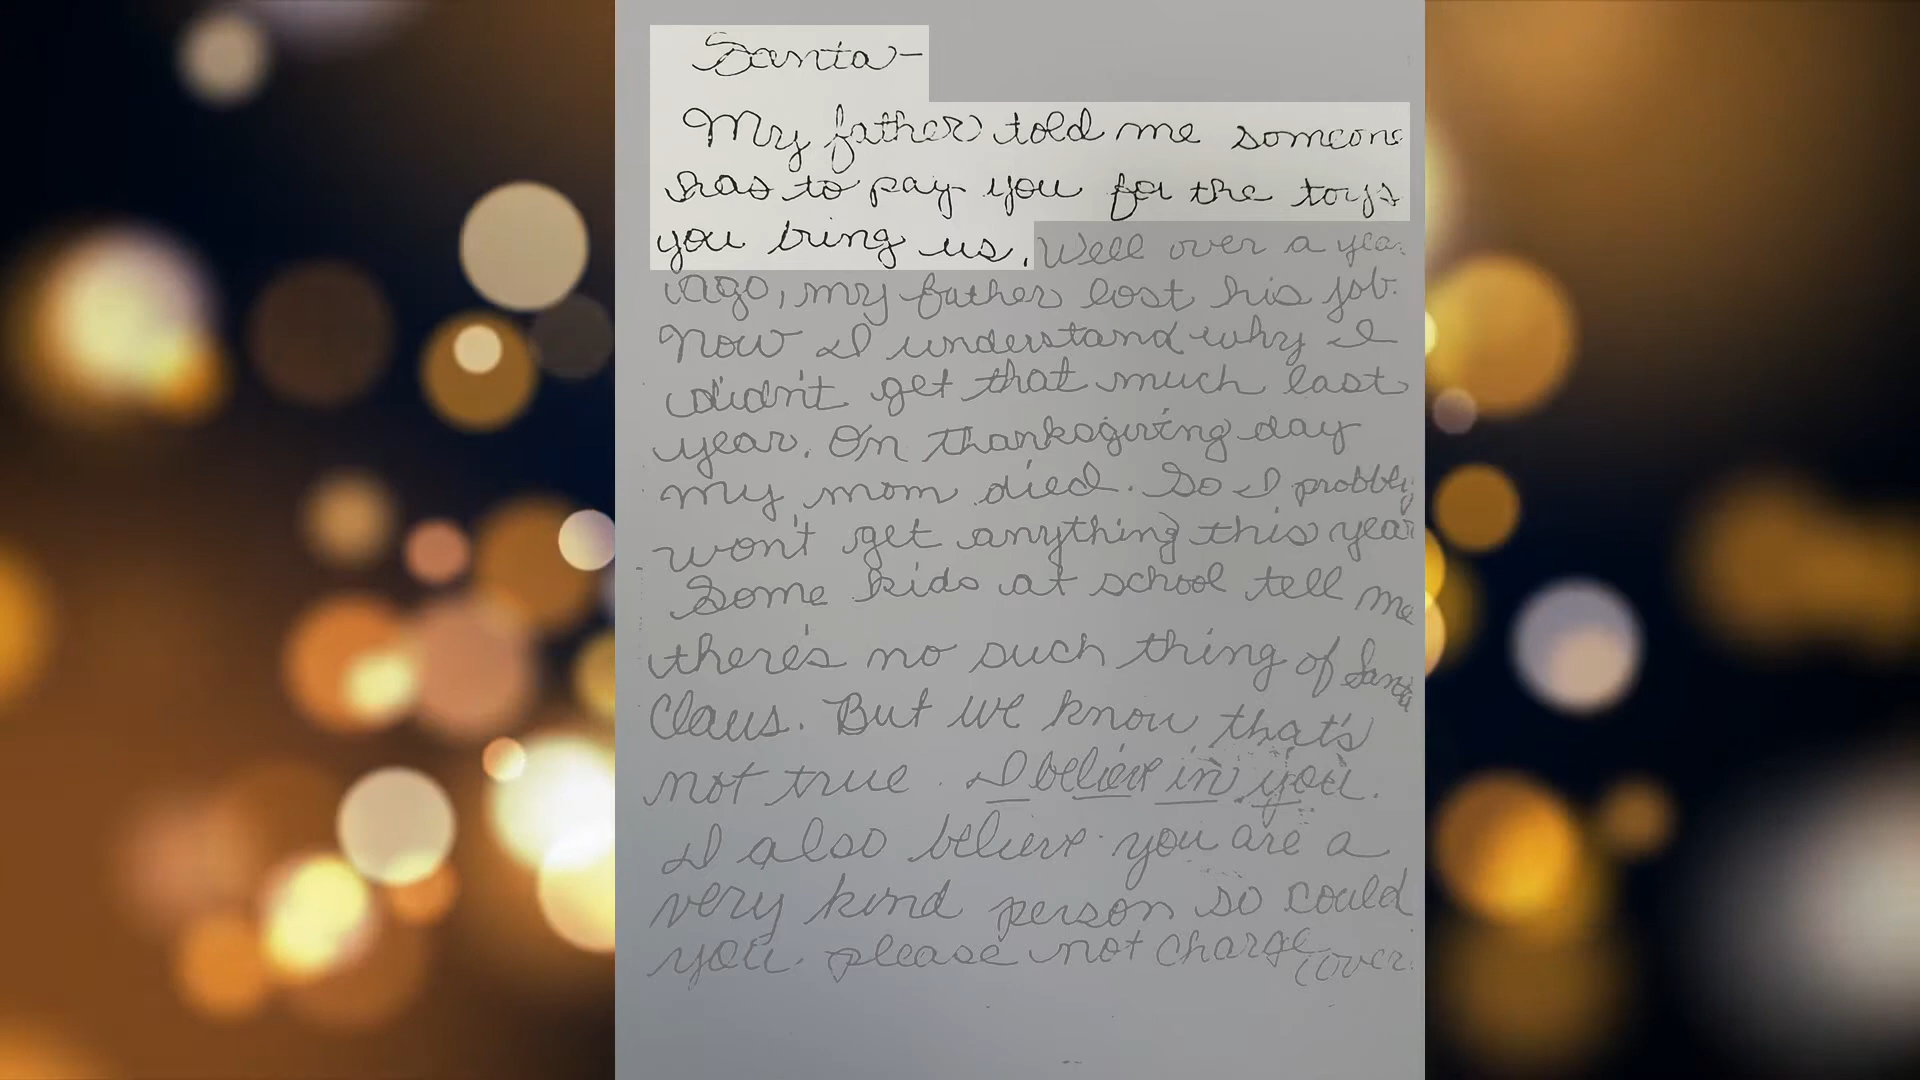 Santa-
My father told me someone
has to pay you for the toys
you bring us. Well over a year
ago, my father lost his job.
Now I understand why I
didn't get that much last
year. On thanksgiving day
my mom died. So I probbly
won't get anything this year
Some kids at school tell me
there's no such thing of Santa
Claus. But we know that's
not true. I believe in you.
I also believe you are a
very kind person so could
you please not charge (over)